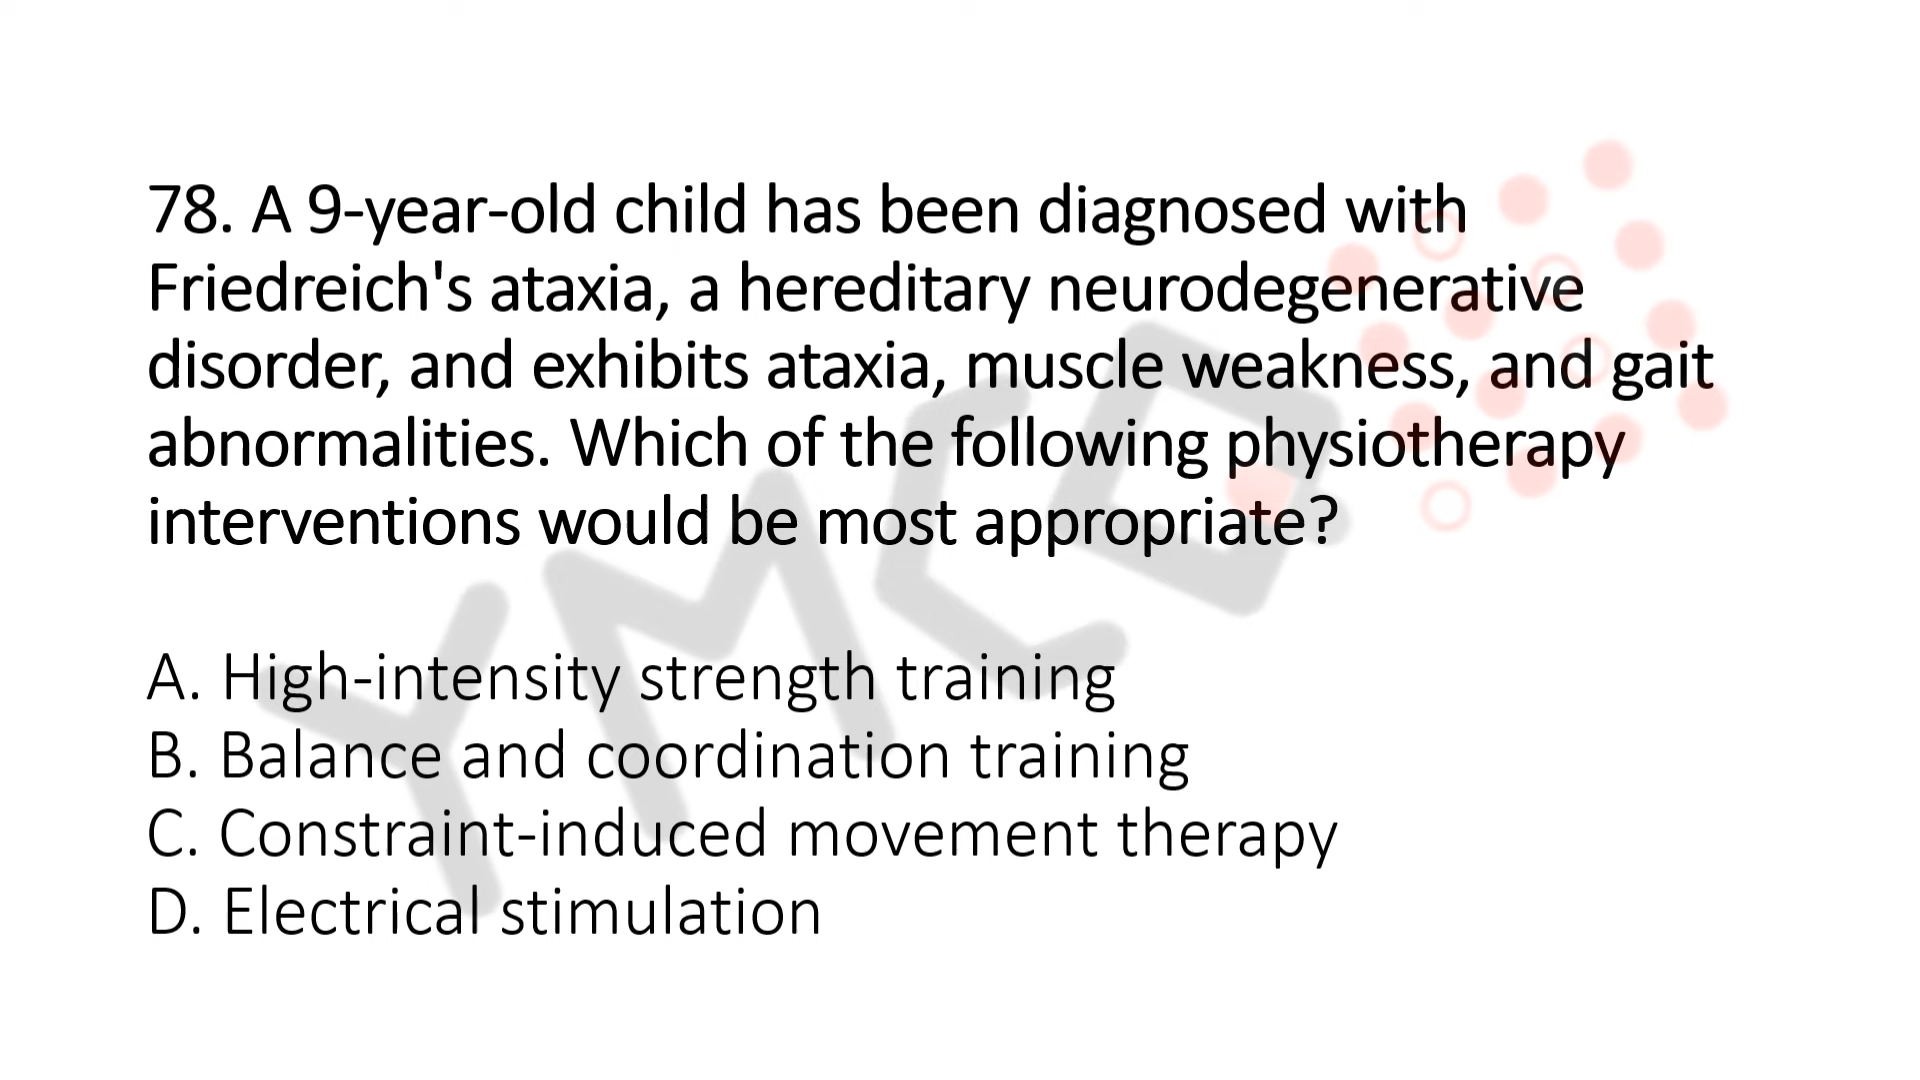 78. A 9-year-old child has been diagnosed with
Friedreich's ataxia, a hereditary neurodegenerative
disorder, and exhibits ataxia, muscle weakness, and gait
abnormalities. Which of the following physiotherapy
interventions would be most appropriate?
A. High-intensity strength training
B. Balance and coordination training
C. Constraint-induced movement therapy
D. Electrical stimulation
YMCD